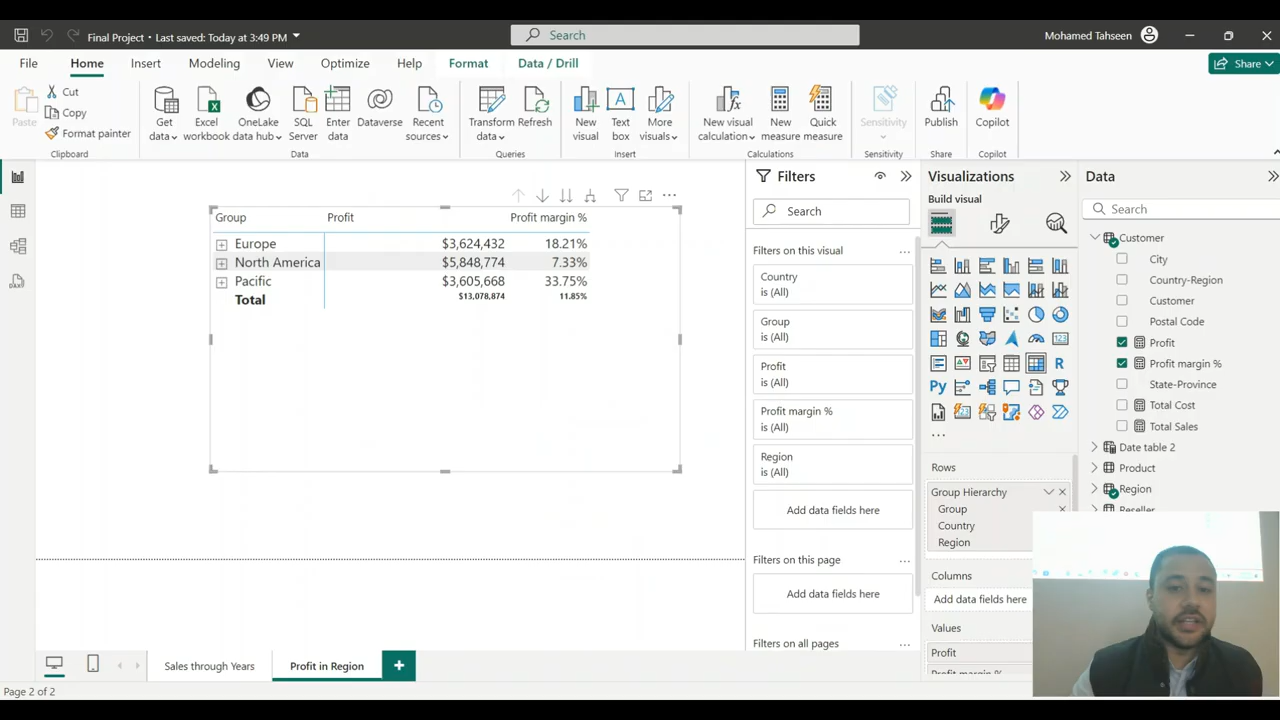 Final Project • Last saved: Today at 3:49 PM
Search
Mohamed Tahseen
File
Home
Insert
Modeling
View
Optimize
Help
Format
Data / Drill
Share
Paste
Cut
Copy
Format painter
Clipboard
Get data
Excel workbook
OneLake data hub
SQL Server
Enter data
Dataverse
Recent sources
Data
Transform data
Refresh
Queries
New visual
Text box
More visuals
Insert
New visual calculation
New measure
Quick measure
Calculations
Sensitivity
Sensitivity
Publish
Share
Copilot
Copilot
Group Profit Profit margin %
Europe $3,624,432 18.21%
North America $5,848,774 7.33%
Pacific $3,605,668 33.75%
Total $13,078,874 11.85%
Filters
Search
Filters on this visual
Country
is (All)
Group
is (All)
Profit
is (All)
Profit margin %
is (All)
Region
is (All)
Add data fields here
Filters on this page
Add data fields here
Filters on all pages
Visualizations
Build visual
R
Py
123
Rows
Group Hierarchy
Group
Country
Region
Columns
Add data fields here
Values
Profit
Profit margin %
Data
Search
Customer
City
Country-Region
Customer
Postal Code
Profit
Profit margin %
State-Province
Total Cost
Total Sales
Date table 2
Product
Region
Reseller
Sales through Years
Profit in Region
Page 2 of 2